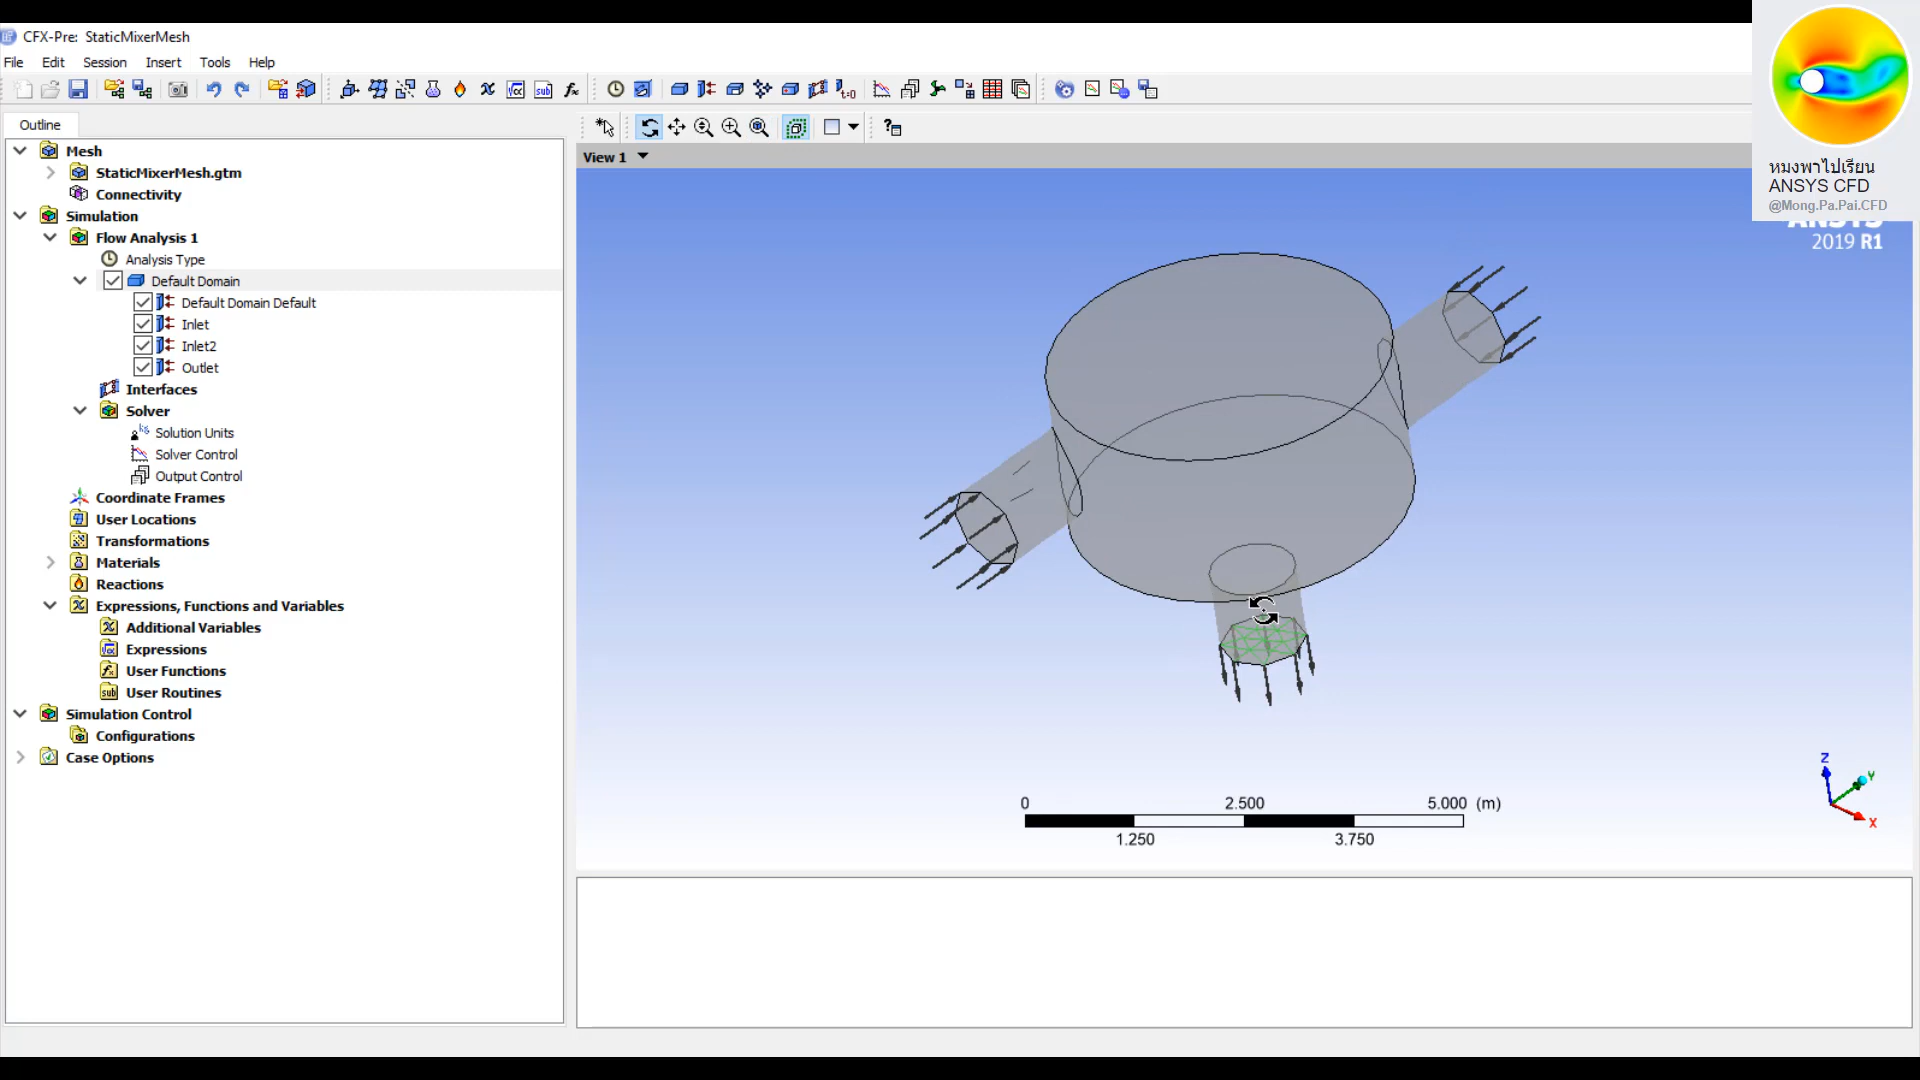 CFX-Pre: StaticMixerMesh
File Edit Session Insert Tools Help
Outline
Mesh
StaticMixerMesh.gtm
Connectivity
Simulation
Flow Analysis 1
Analysis Type
Default Domain
Default Domain Default
Inlet
Inlet2
Outlet
Interfaces
Solver
Solution Units
Solver Control
Output Control
Coordinate Frames
User Locations
Transformations
Materials
Reactions
Expressions, Functions and Variables
Additional Variables
Expressions
User Functions
User Routines
Simulation Control
Configurations
Case Options
View 1
หมงพาไปเรียน
ANSYS CFD
@Mong.Pa.Pai.CFD
ANSYS
2019 R1
0 2.500 5.000 (m)
1.250 3.750
Z
Y
X